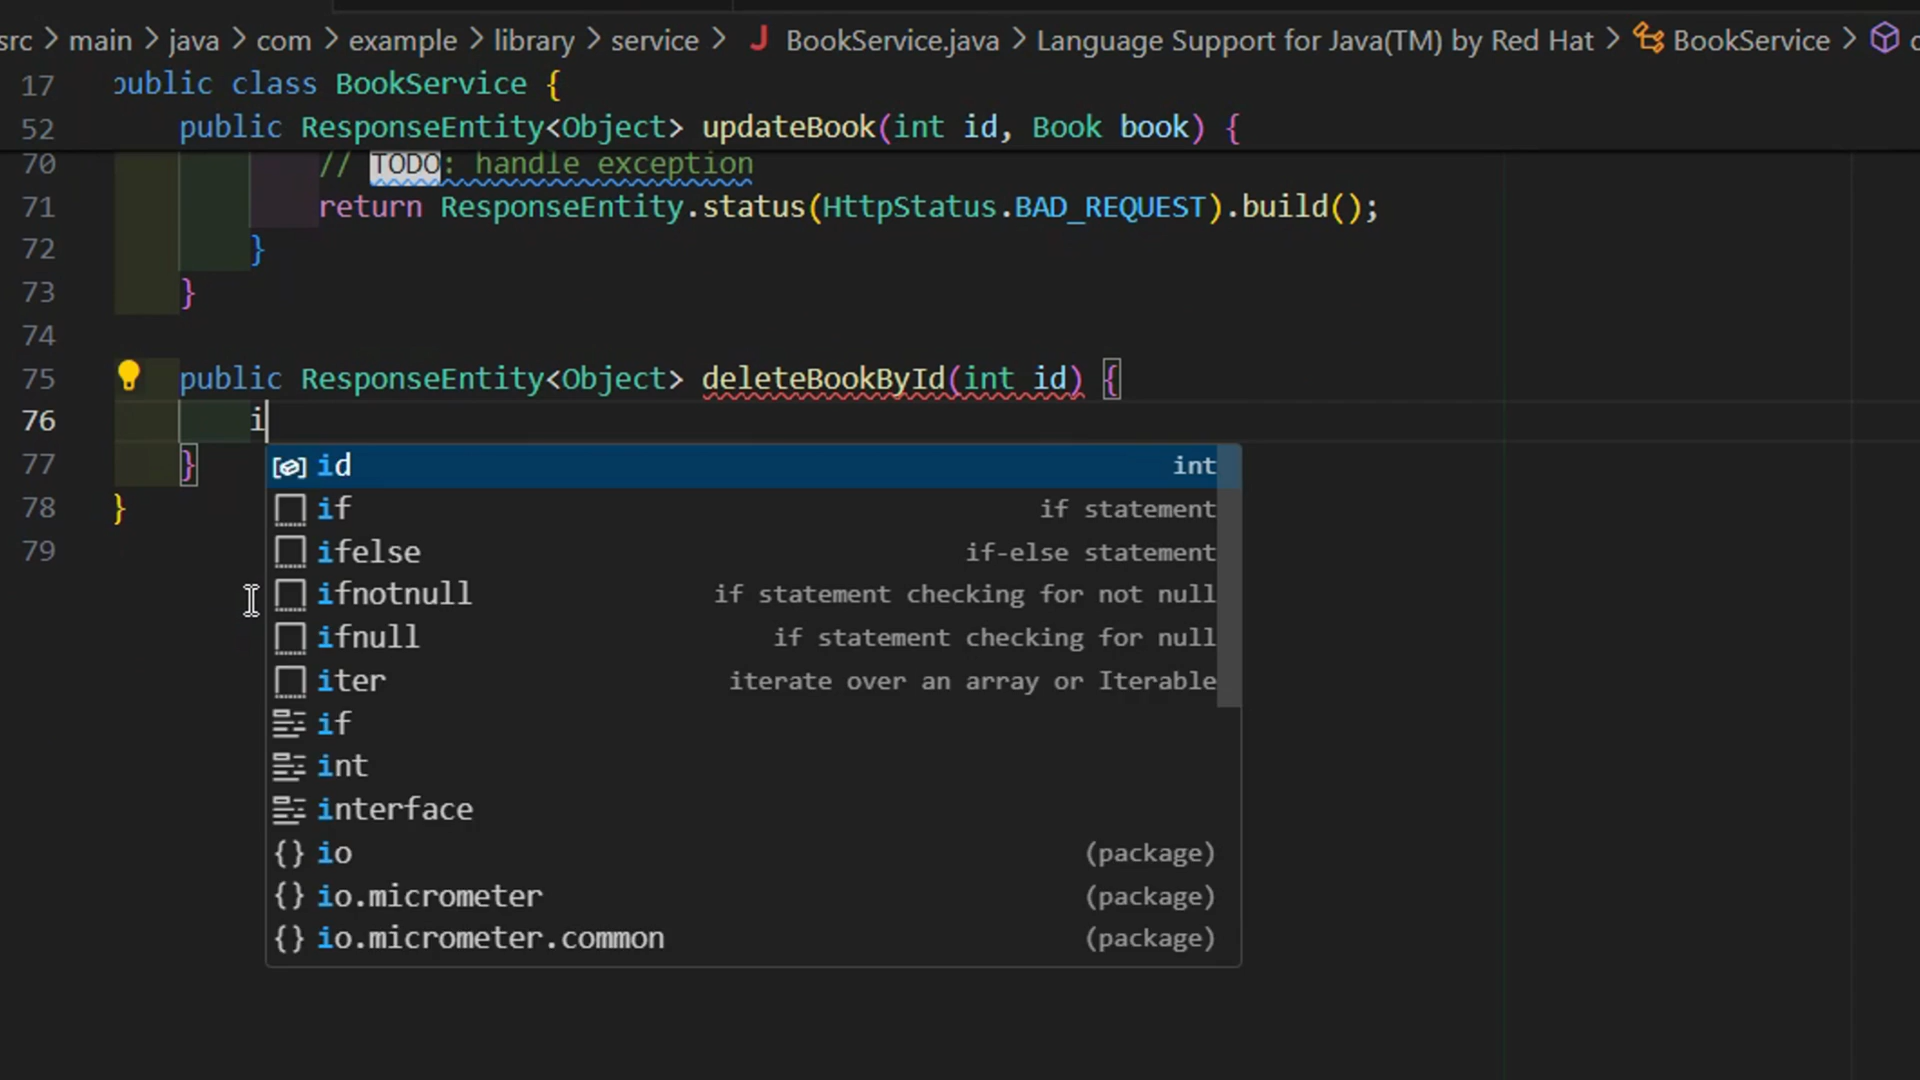 src > main > java > com > example > library > service > J BookService.java > Language Support for Java(TM) by Red Hat > BookService >
17 public class BookService {
52 public ResponseEntity<Object> updateBook(int id, Book book) {
70 // TODO: handle exception
71 return ResponseEntity.status(HttpStatus.BAD_REQUEST).build();
72 }
73 }
74
75 public ResponseEntity<Object> deleteBookById(int id) {
76 i
77 }
78 }
79
id int
if if statement
ifelse if-else statement
ifnotnull if statement checking for not null
ifnull if statement checking for null
iter iterate over an array or Iterable
if
int
interface
{} io (package)
{} io.micrometer (package)
{} io.micrometer.common (package)